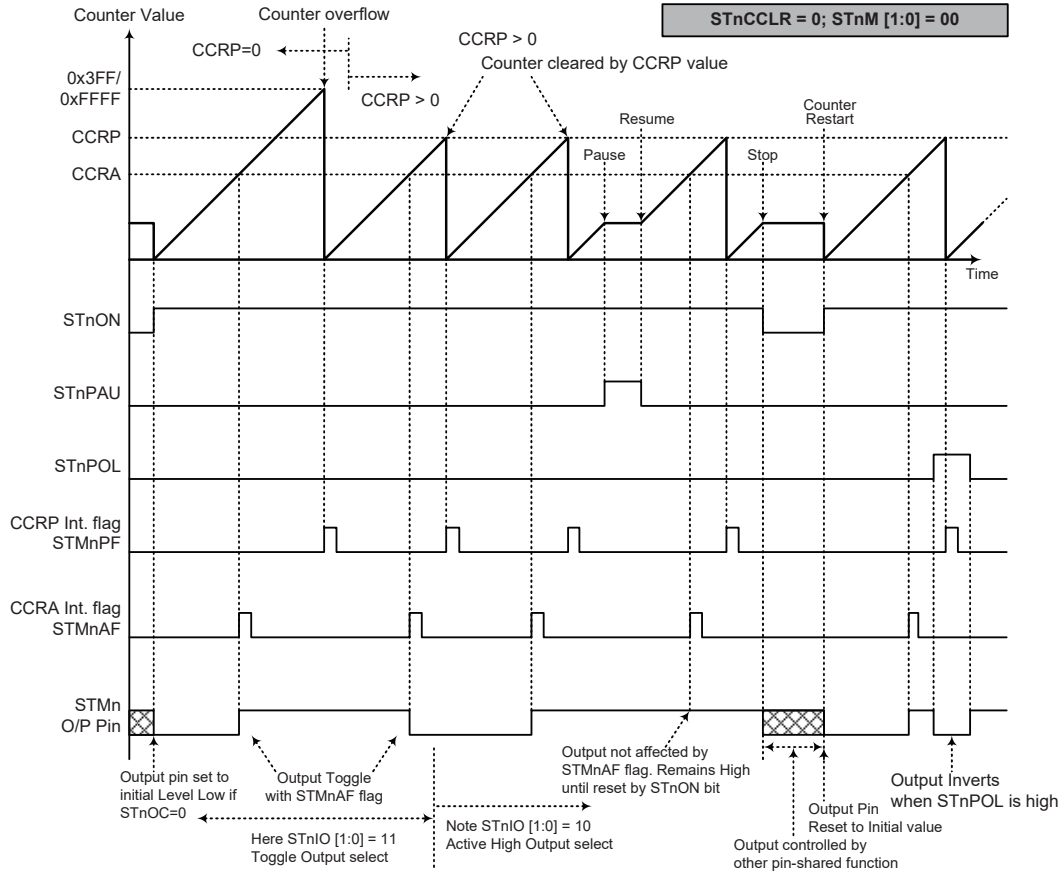 Counter Value
Counter overflow
STnCCLR = 0; STnM [1:0] = 00
CCRP=0
CCRP > 0
CCRP > 0
Counter cleared by CCRP value
0x3FF/
0xFFFF
CCRP
CCRA
Pause
Resume
Stop
Counter
Restart
Time
STnON
STnPAU
STnPOL
CCRP Int. flag
STMnPF
CCRA Int. flag
STMnAF
STMn
O/P Pin
Output pin set to
initial Level Low if
STnOC=0
Output Toggle
with STMnAF flag
Here STnIO [1:0] = 11
Toggle Output select
Note STnIO [1:0] = 10
Active High Output select
Output not affected by
STMnAF flag. Remains High
until reset by STnON bit
Output controlled by
other pin-shared function
Output Pin
Reset to Initial value
Output Inverts
when STnPOL is high